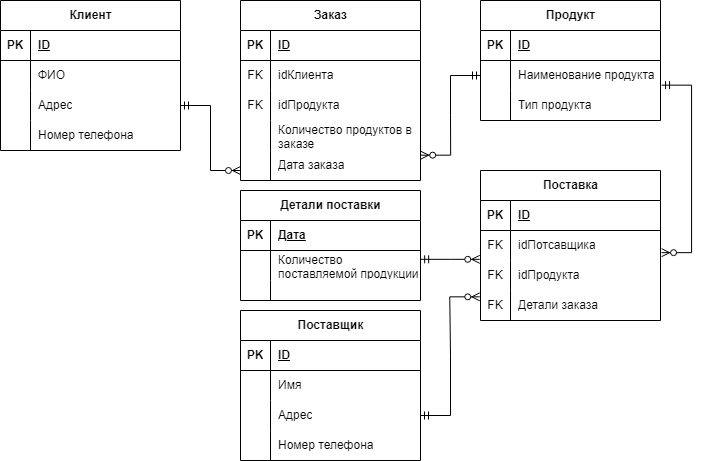 Клиент
PK ID
ФИО
Адрес
Номер телефона
Заказ
PK ID
FK idКлиента
FK idПродукта
Количество продуктов в
заказе
Дата заказа
Продукт
PK ID
Наименование продукта
Тип продукта
Детали поставки
PK Дата
Количество
поставляемой продукции
Поставка
PK ID
FK idПотсавщика
FK idПродукта
FK Детали заказа
Поставщик
PK ID
Имя
Адрес
Номер телефона